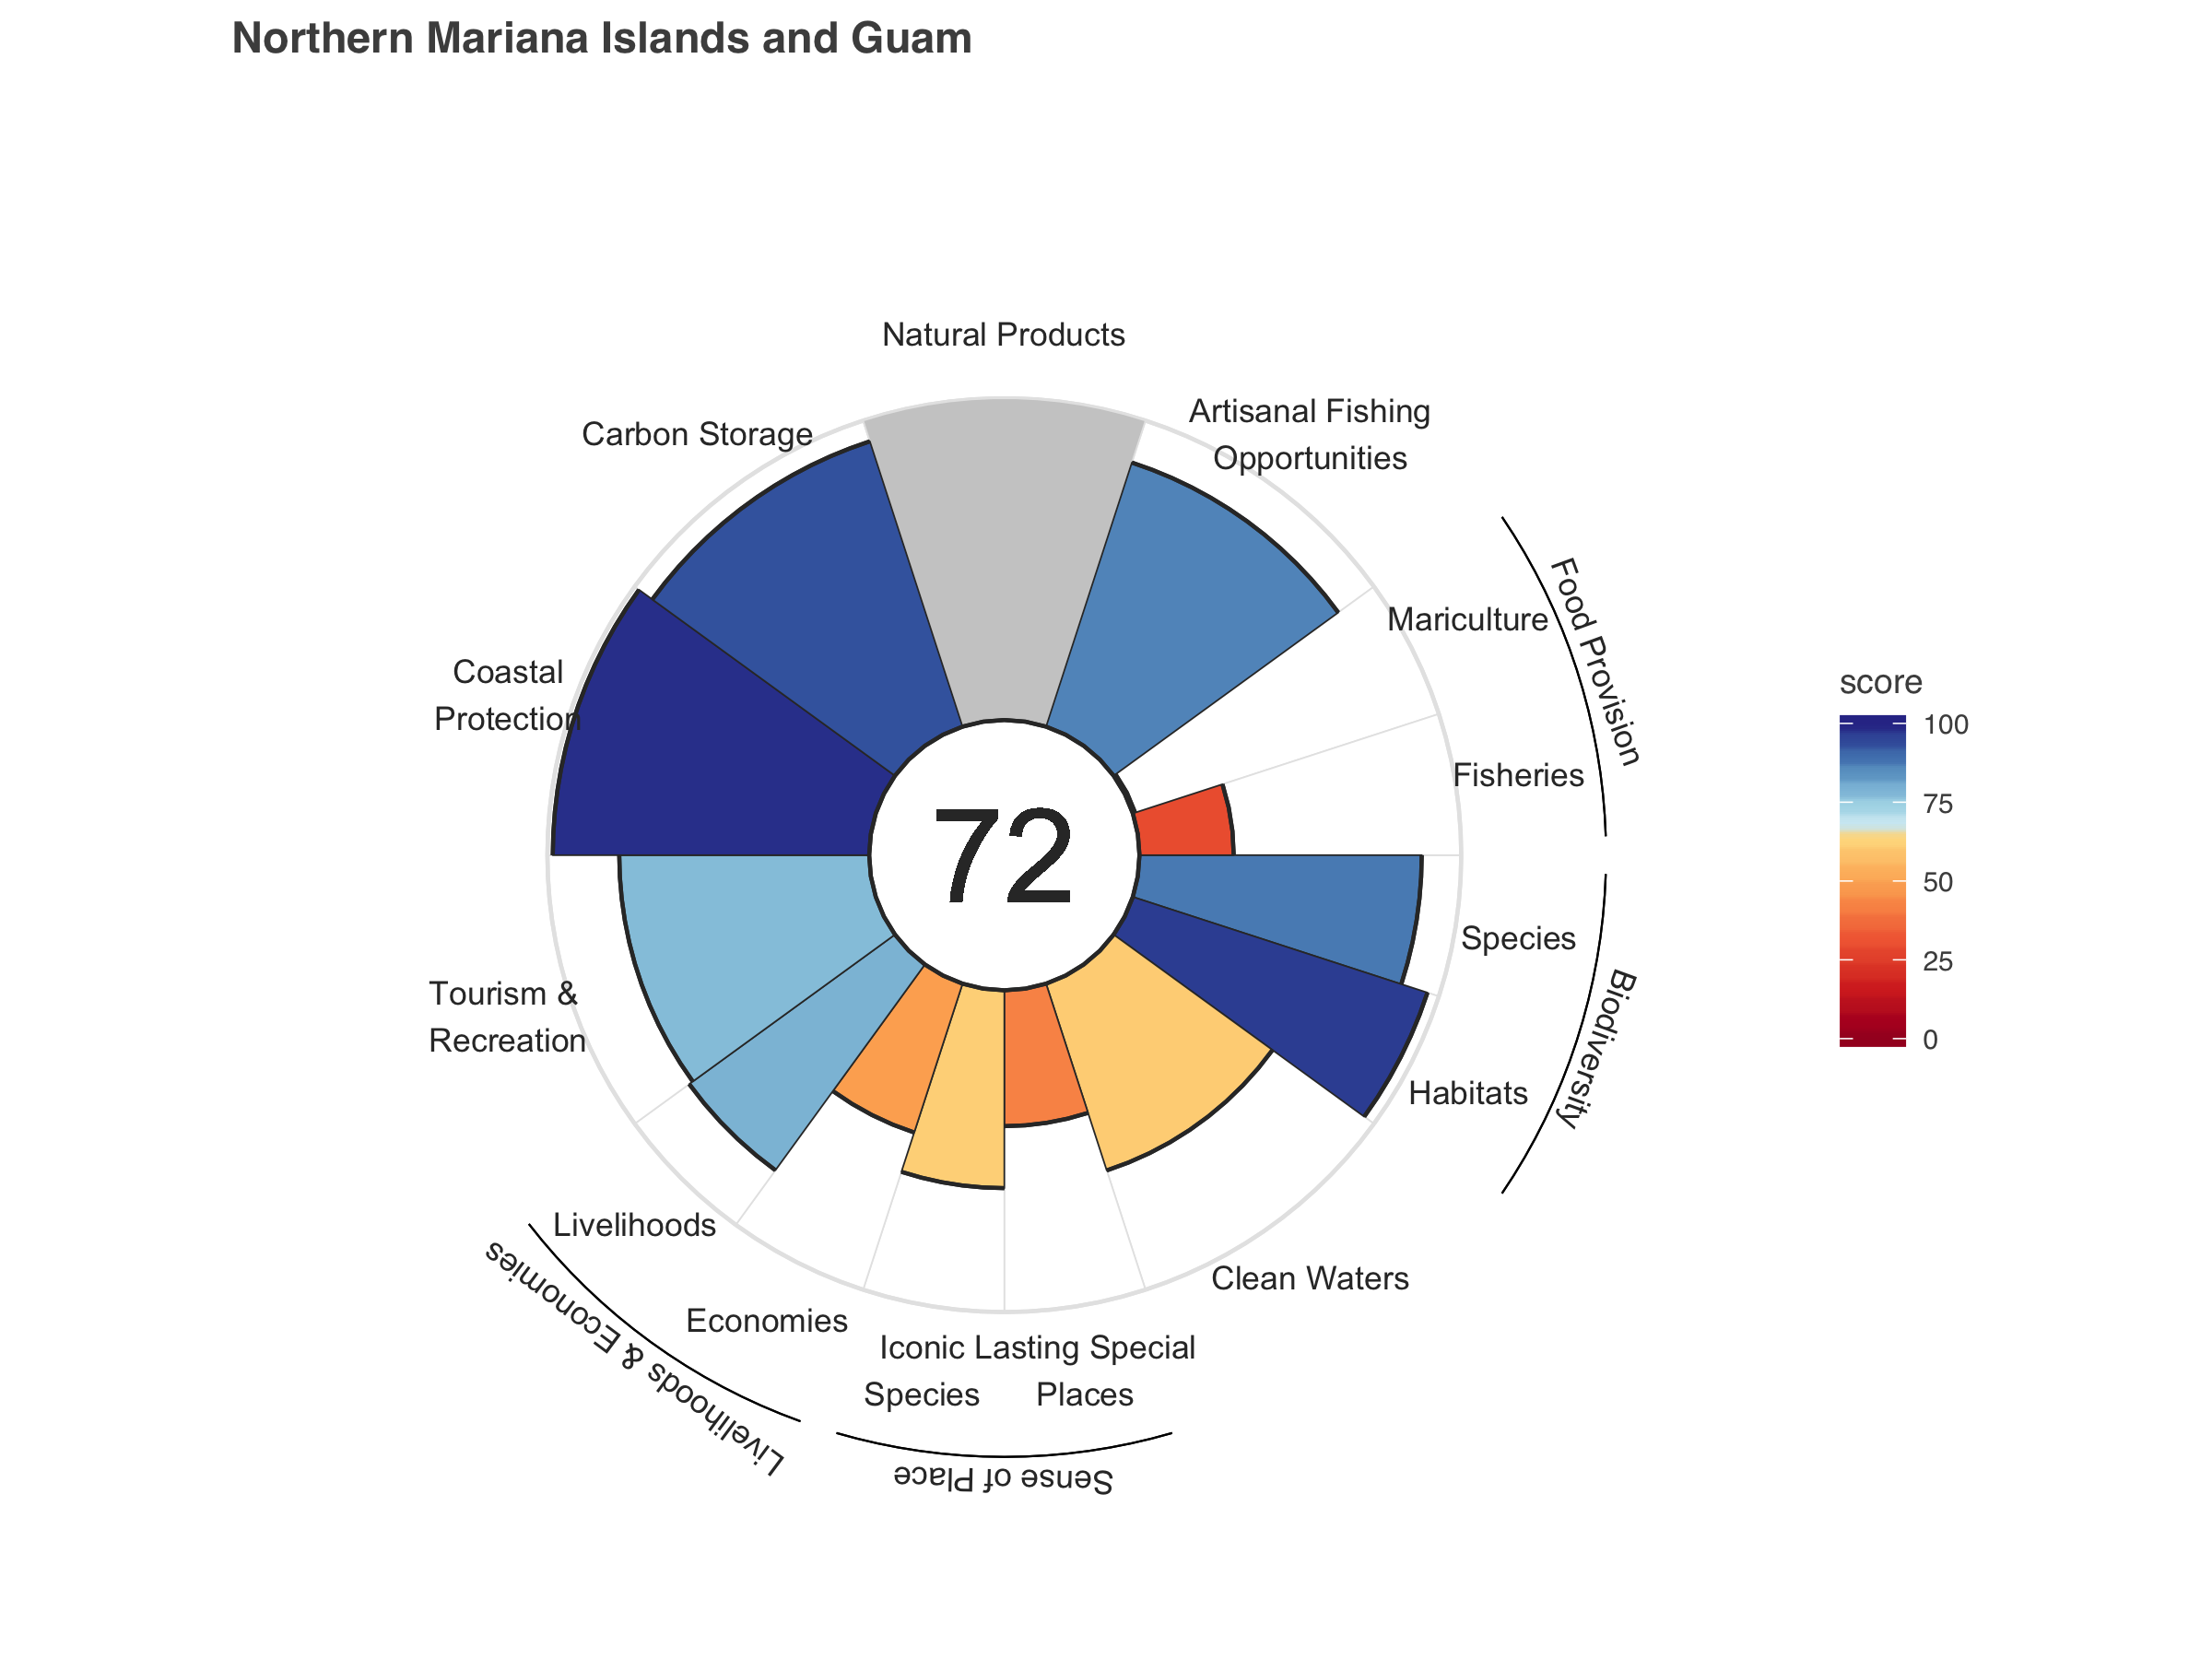 Northern Mariana Islands and Guam
Natural Products
Artisanal Fishing
Opportunities
Carbon Storage
Mariculture
Food Provision
Coastal
Protection
Fisheries
72
score
100
75
50
25
0
Species
Biodiversity
Tourism &
Recreation
Habitats
Livelihoods
Clean Waters
Livelihoods & Economies
Economies
Iconic
Species
Lasting Special
Places
Sense of Place